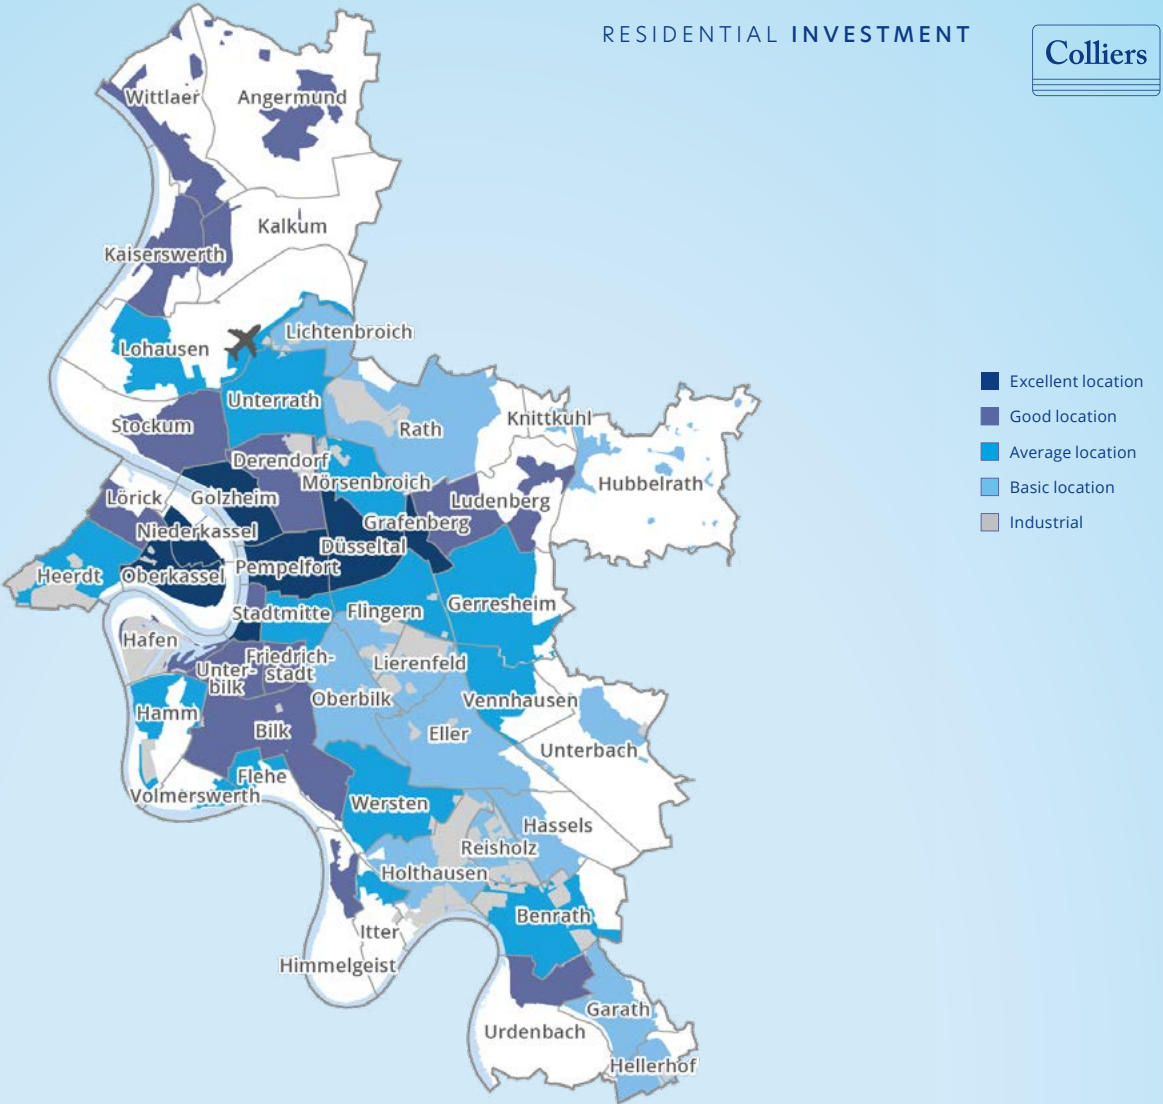 RESIDENTIAL INVESTMENT
Colliers
Wittlaer
Angermund
Kalkum
Kaiserswerth
Lichtenbroich
Lohausen
Excellent location
Good location
Average location
Basic location
Industrial
Unterrath
Stockum
Rath
Knittkuhl
Derendorf
Mörsenbroich
Hubbelrath
Lörick
Golzheim
Ludenberg
Grafenberg
Niederkassel
Düsseltal
Pempelfort
Heerdt
Oberkassel
Stadtmitte
Flingern
Gerresheim
Hafen
Unter-
bilk
Friedrich-
stadt
Lierenfeld
Oberbilk
Vennhausen
Hamm
Bilk
Eller
Unterbach
Flehe
Volmerswerth
Wersten
Hassels
Reisholz
Holthausen
Benrath
Itter
Himmelgeist
Garath
Urdenbach
Hellerhof